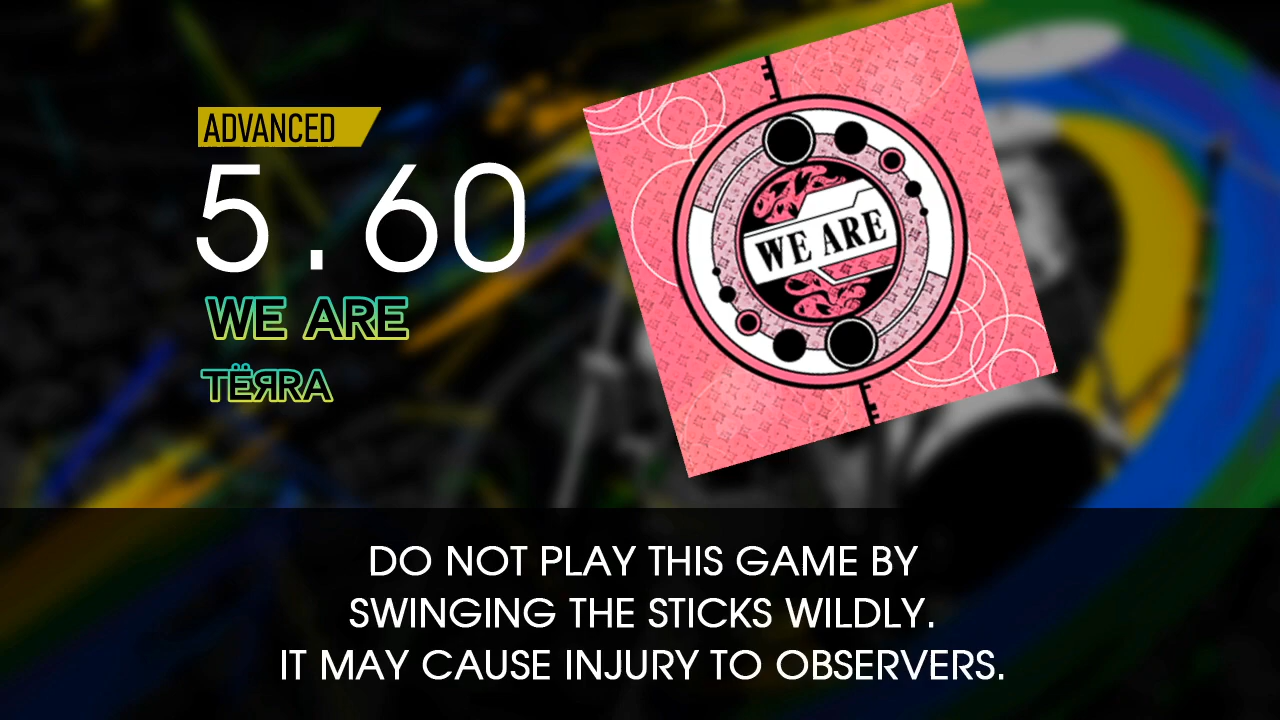 ADVANCED
5.60
WE ARE
TЁЯRA
WE ARE
DO NOT PLAY THIS GAME BY
SWINGING THE STICKS WILDLY.
IT MAY CAUSE INJURY TO OBSERVERS.